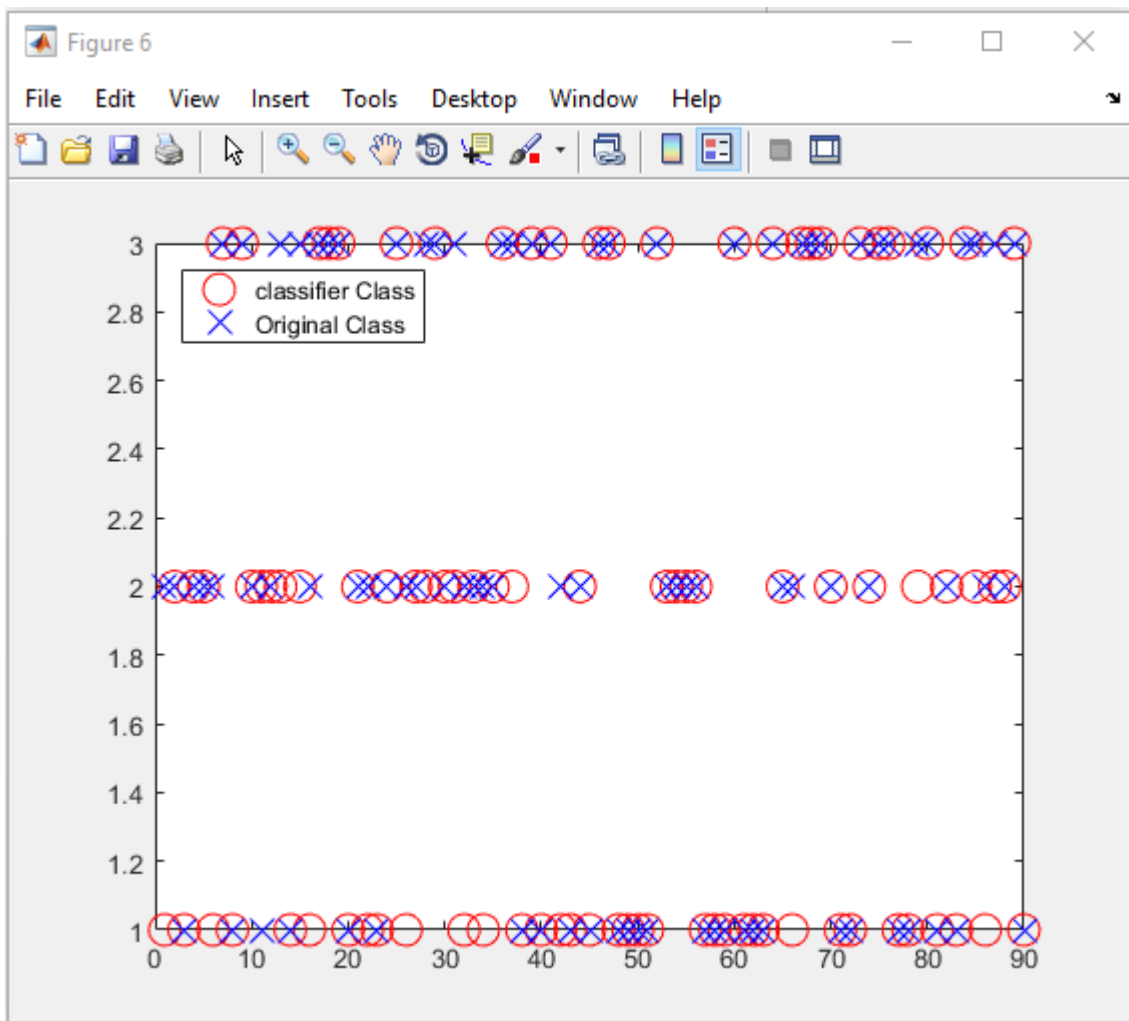 Figure 6
File Edit View Insert Tools Desktop Window Help
3
classifier Class
2.8
Original Class
2.6
2.4
2.2
2
1.8
1.6
1.4
1.2
1
0 10 20 30 40 50 60 70 80 90